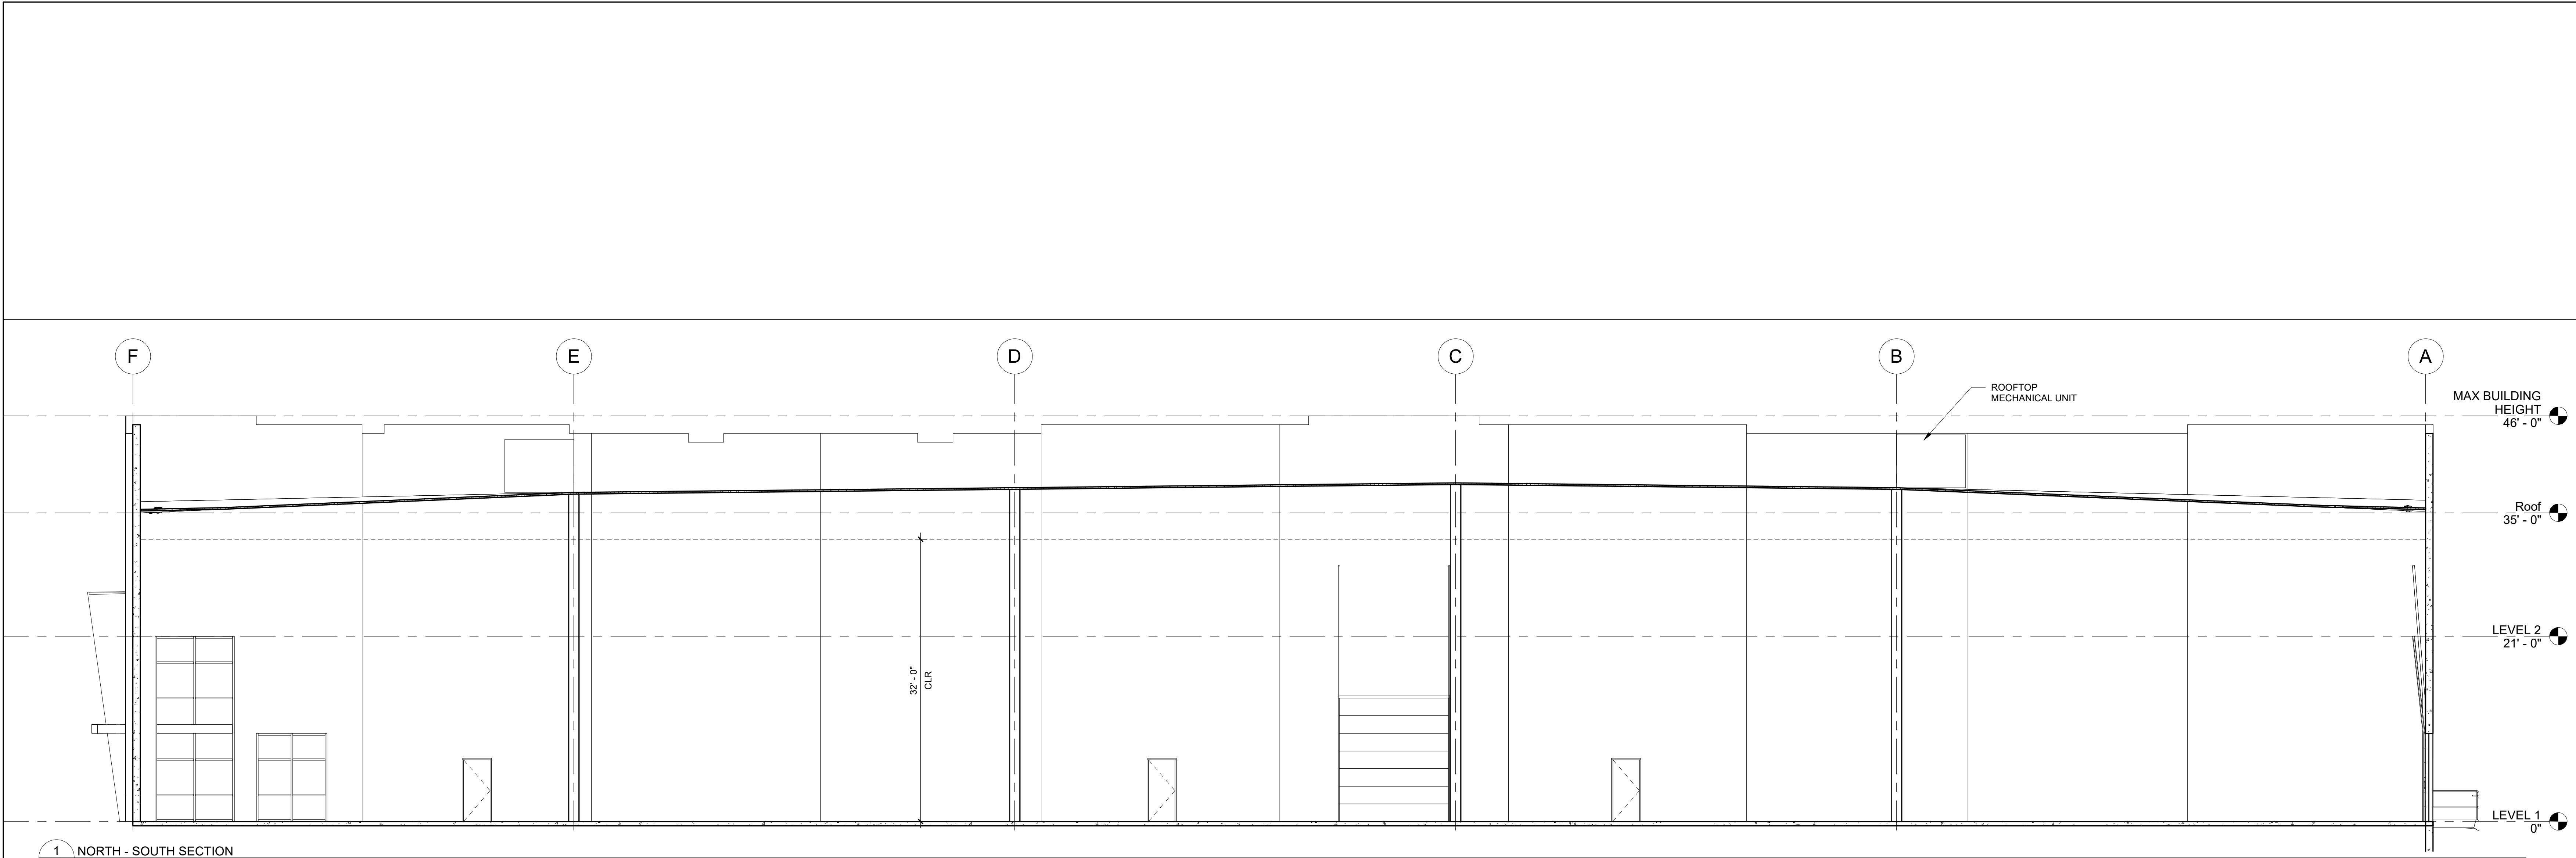 F
E
D
C
B
A
ROOFTOP
MECHANICAL UNIT
MAX BUILDING
HEIGHT
46' - 0"
Roof
35' - 0"
LEVEL 2
21' - 0"
32' - 0"
CLR
LEVEL 1
0"
1 NORTH - SOUTH SECTION